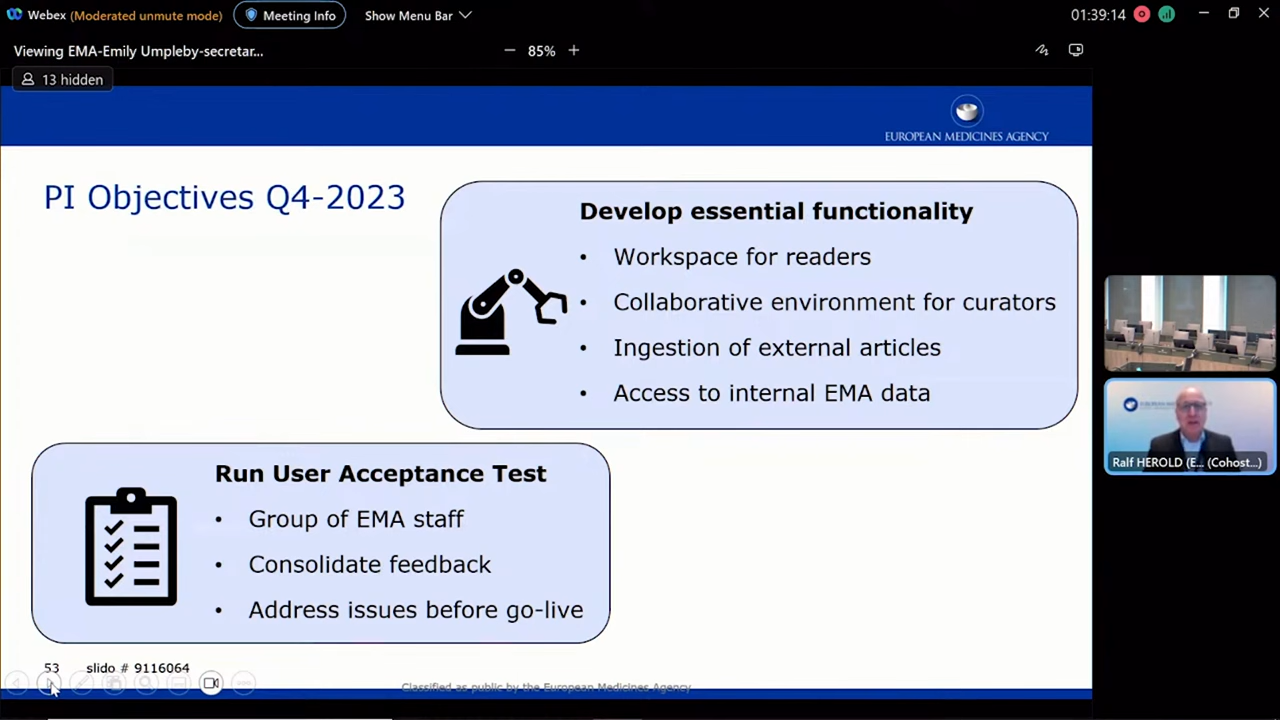 Webex (Moderated unmute mode) Meeting Info Show Menu Bar 01:39:14
Viewing EMA-Emily Umpleby-secretar... 85%
13 hidden
EUROPEAN MEDICINES AGENCY
PI Objectives Q4-2023
Develop essential functionality
• Workspace for readers
• Collaborative environment for curators
• Ingestion of external articles
• Access to internal EMA data
Run User Acceptance Test
• Group of EMA staff
• Consolidate feedback
• Address issues before go-live
53 slido # 9116064
Classified as public by the European Medicines Agency
Ralf HEROLD (E... (Cohost...)